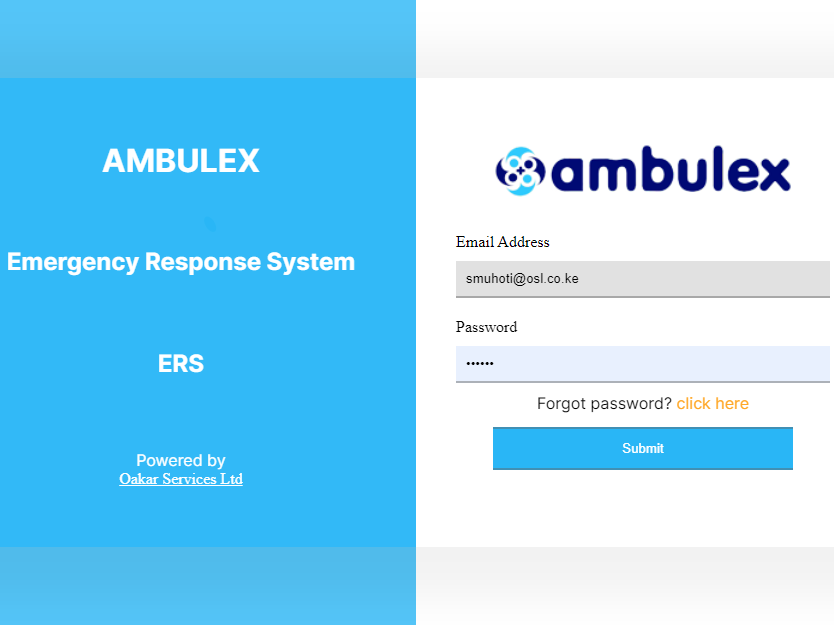 AMBULEX
Emergency Response System
ERS
Powered by
Oakar Services Ltd
ambulex
Email Address
smuhoti@osl.co.ke
Password
••••••
Forgot password? click here
Submit